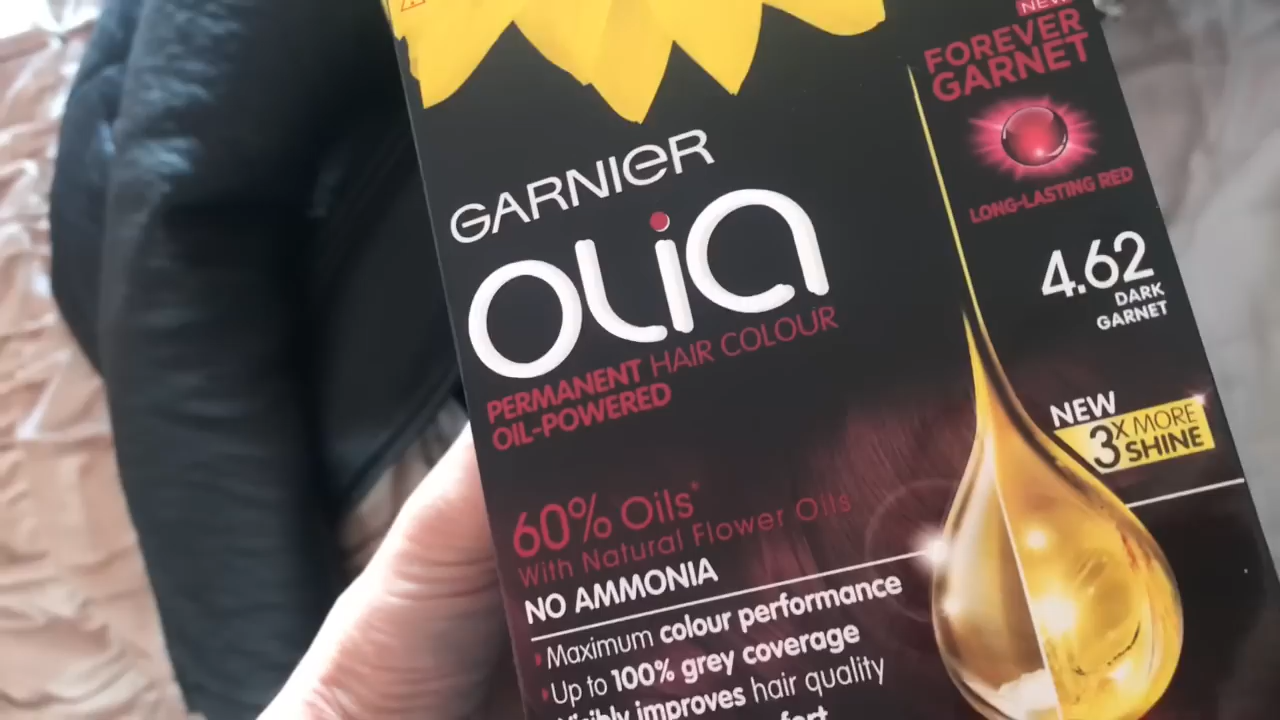 GARNIER
OLIA
PERMANENT HAIR COLOUR
OIL-POWERED
60% Oils*
With Natural Flower Oils
NO AMMONIA
Maximum colour performance
Up to 100% grey coverage
Visibly improves hair quality
NEW
FOREVER
GARNET
LONG-LASTING RED
4.62
DARK
GARNET
NEW
3X MORE
SHINE